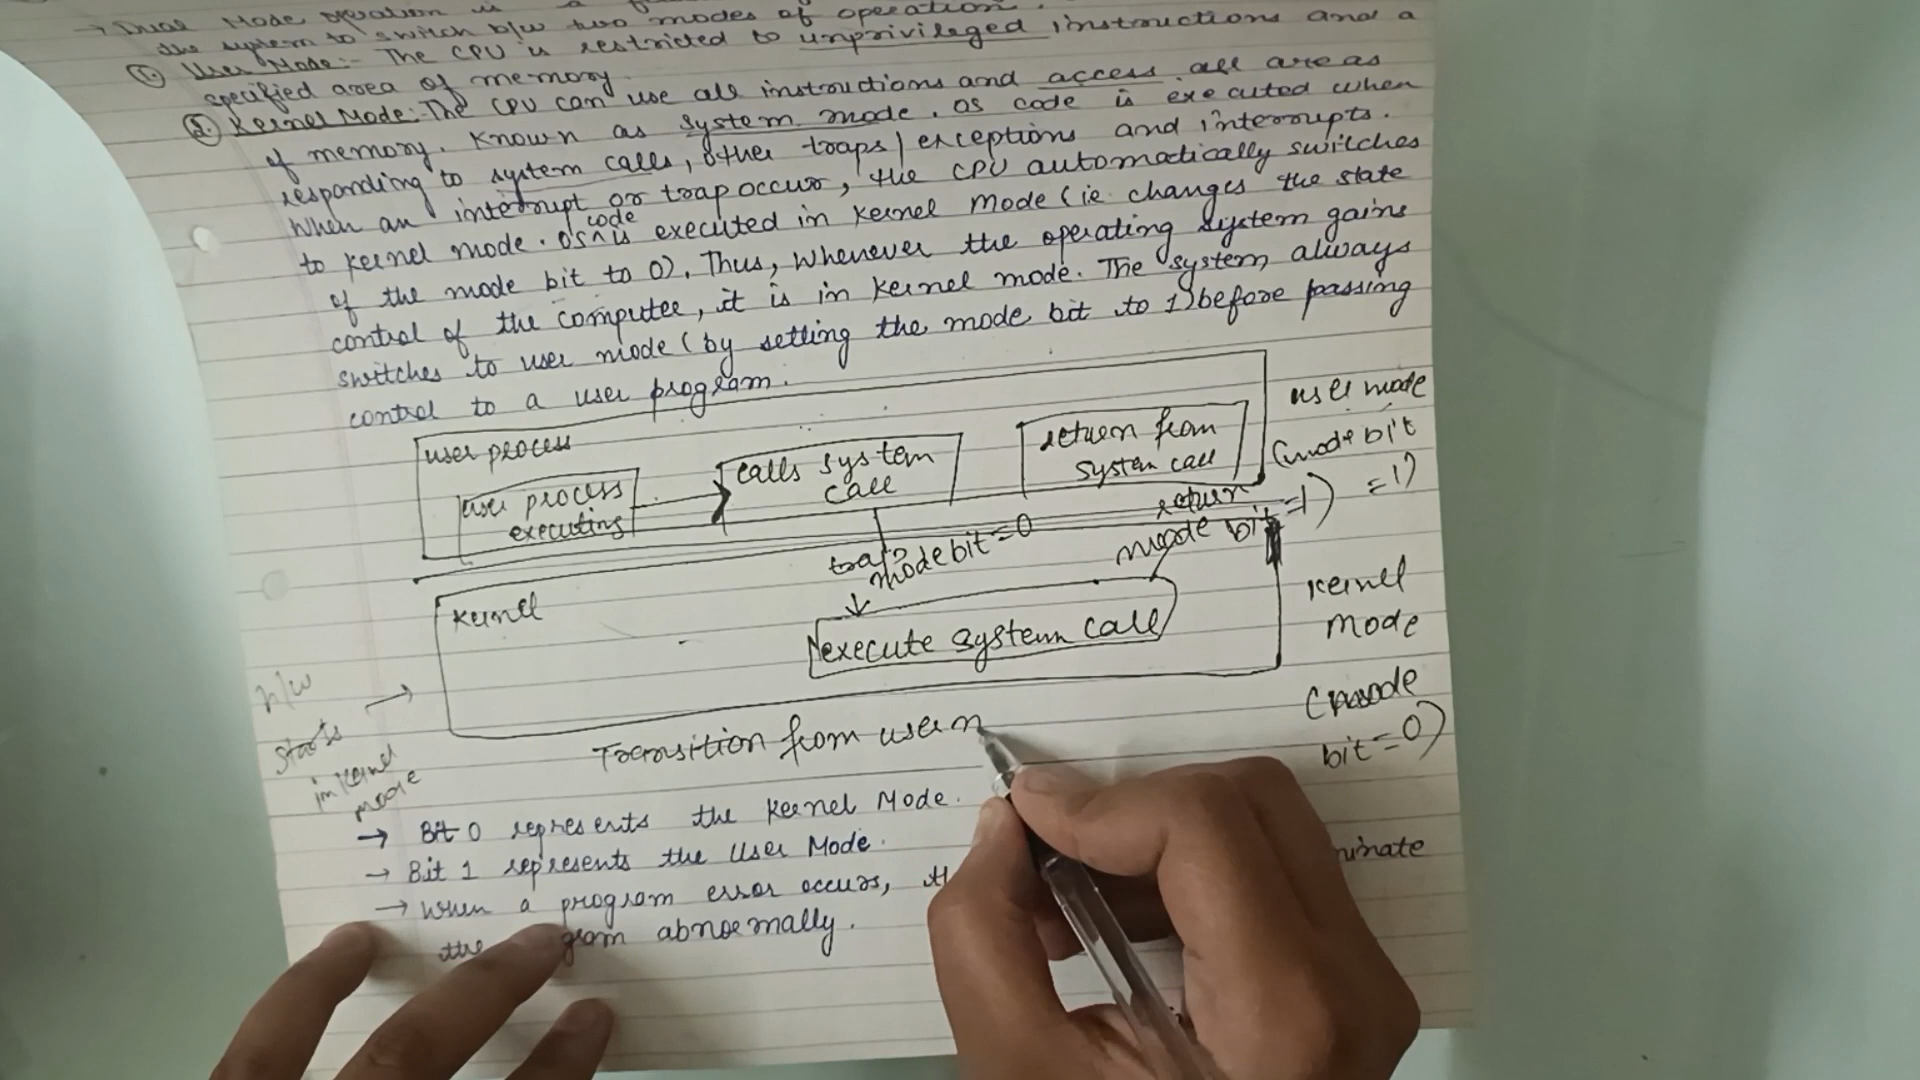 → Dual Mode operation is a
the system to switch b/w two modes of operation.
① User Mode:- The CPU is restricted to unprivileged instructions and a
specified area of memory.
② Kernel Mode:- The CPU can use all instructions and access all areas
of memory. Known as system mode. OS code is executed when
responding to system calls, other traps/exceptions and interrupts.
When an interrupt or trap occur, the CPU automatically switches
to kernel mode. OS ^ code is executed in kernel mode (ie. changes the state
of the mode bit to 0). Thus, whenever the operating system gains
control of the computer, it is in kernel mode. The system always
switches to user mode (by setting the mode bit to 1) before passing
control to a user program.
user process
user process
executing
calls system
call
return from
system call
user mode
(mode bit
=1)
trap
mode bit=0
return
mode bit=1)
kernel
execute system call
kernel
mode
(mode
bit=0)
h/w
starts
in kernel
mode
Transition from user m
→ Bit 0 represents the Kernel Mode.
→ Bit 1 represents the User Mode.
→ When a program error occurs, th minate
the gram abnormally.